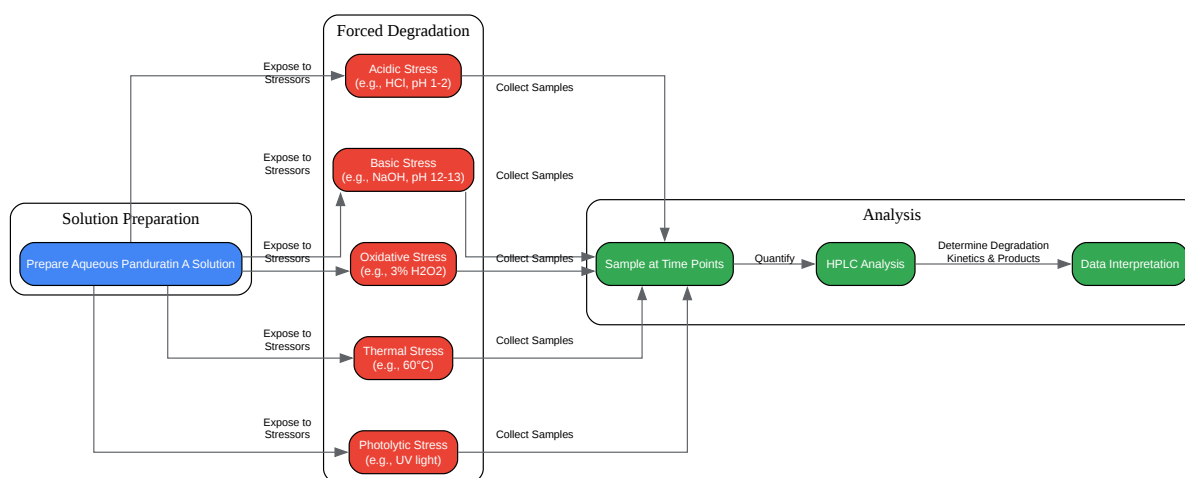 Forced Degradation
Expose to
Stressors
Acidic Stress
(e.g., HCl, pH 1-2)
Collect Samples
Expose to
Stressors
Basic Stress
(e.g., NaOH, pH 12-13)
Collect Samples
Solution Preparation
Prepare Aqueous Panduratin A Solution
Expose to
Stressors
Oxidative Stress
(e.g., 3% H2O2)
Collect Samples
Analysis
Sample at Time Points
Quantify
HPLC Analysis
Determine Degradation
Kinetics & Products
Data Interpretation
Expose to
Stressors
Thermal Stress
(e.g., 60°C)
Collect Samples
Expose to
Stressors
Photolytic Stress
(e.g., UV light)
Collect Samples